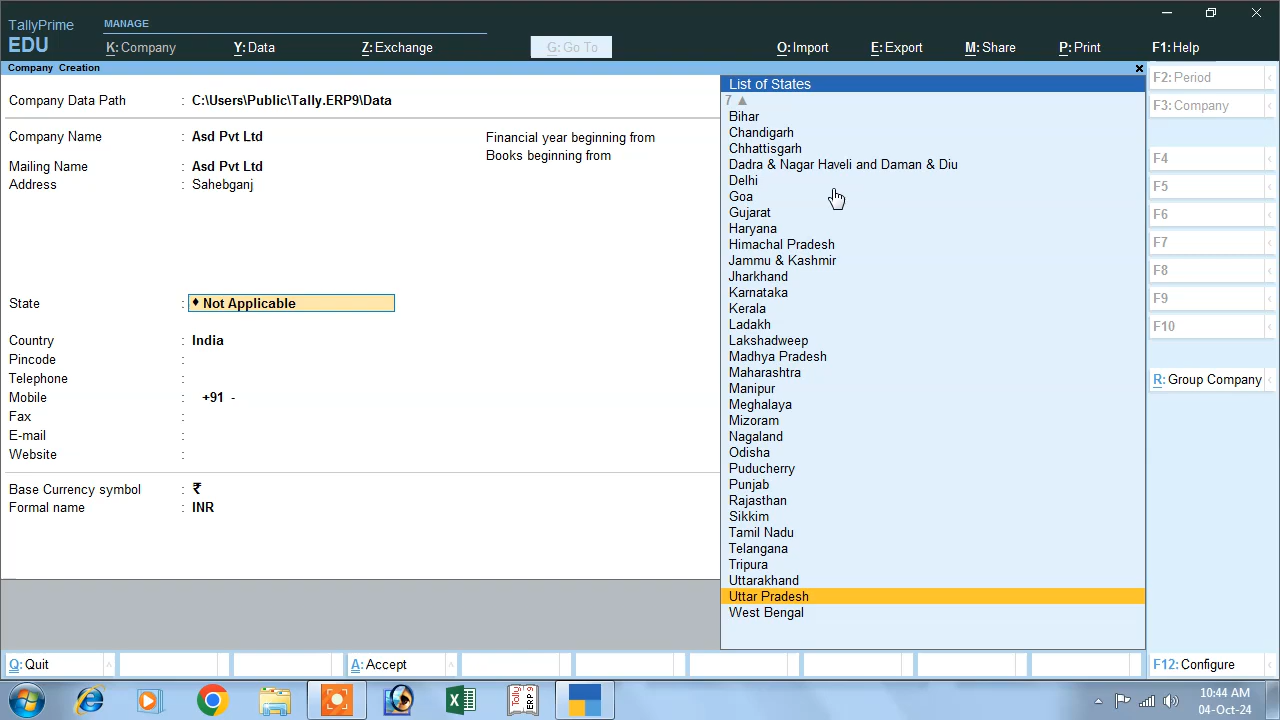 TallyPrime
EDU
MANAGE
K: Company
Y: Data
Z: Exchange
G: Go To
O: Import
E: Export
M: Share
P: Print
F1: Help
Company Creation
Company Data Path : C:\Users\Public\Tally.ERP9\Data
Company Name : Asd Pvt Ltd
Mailing Name : Asd Pvt Ltd
Address : Sahebganj
State : ♦ Not Applicable
Country : India
Pincode :
Telephone :
Mobile : +91 -
Fax :
E-mail :
Website :
Base Currency symbol : ₹
Formal name : INR
Financial year beginning from
Books beginning from
List of States
7 ▲
Bihar
Chandigarh
Chhattisgarh
Dadra & Nagar Haveli and Daman & Diu
Delhi
Goa
Gujarat
Haryana
Himachal Pradesh
Jammu & Kashmir
Jharkhand
Karnataka
Kerala
Ladakh
Lakshadweep
Madhya Pradesh
Maharashtra
Manipur
Meghalaya
Mizoram
Nagaland
Odisha
Puducherry
Punjab
Rajasthan
Sikkim
Tamil Nadu
Telangana
Tripura
Uttarakhand
Uttar Pradesh
West Bengal
F2: Period
F3: Company
F4
F5
F6
F7
F8
F9
F10
R: Group Company
Q: Quit
A: Accept
F12: Configure
Tally
ERP 9
10:44 AM
04-Oct-24